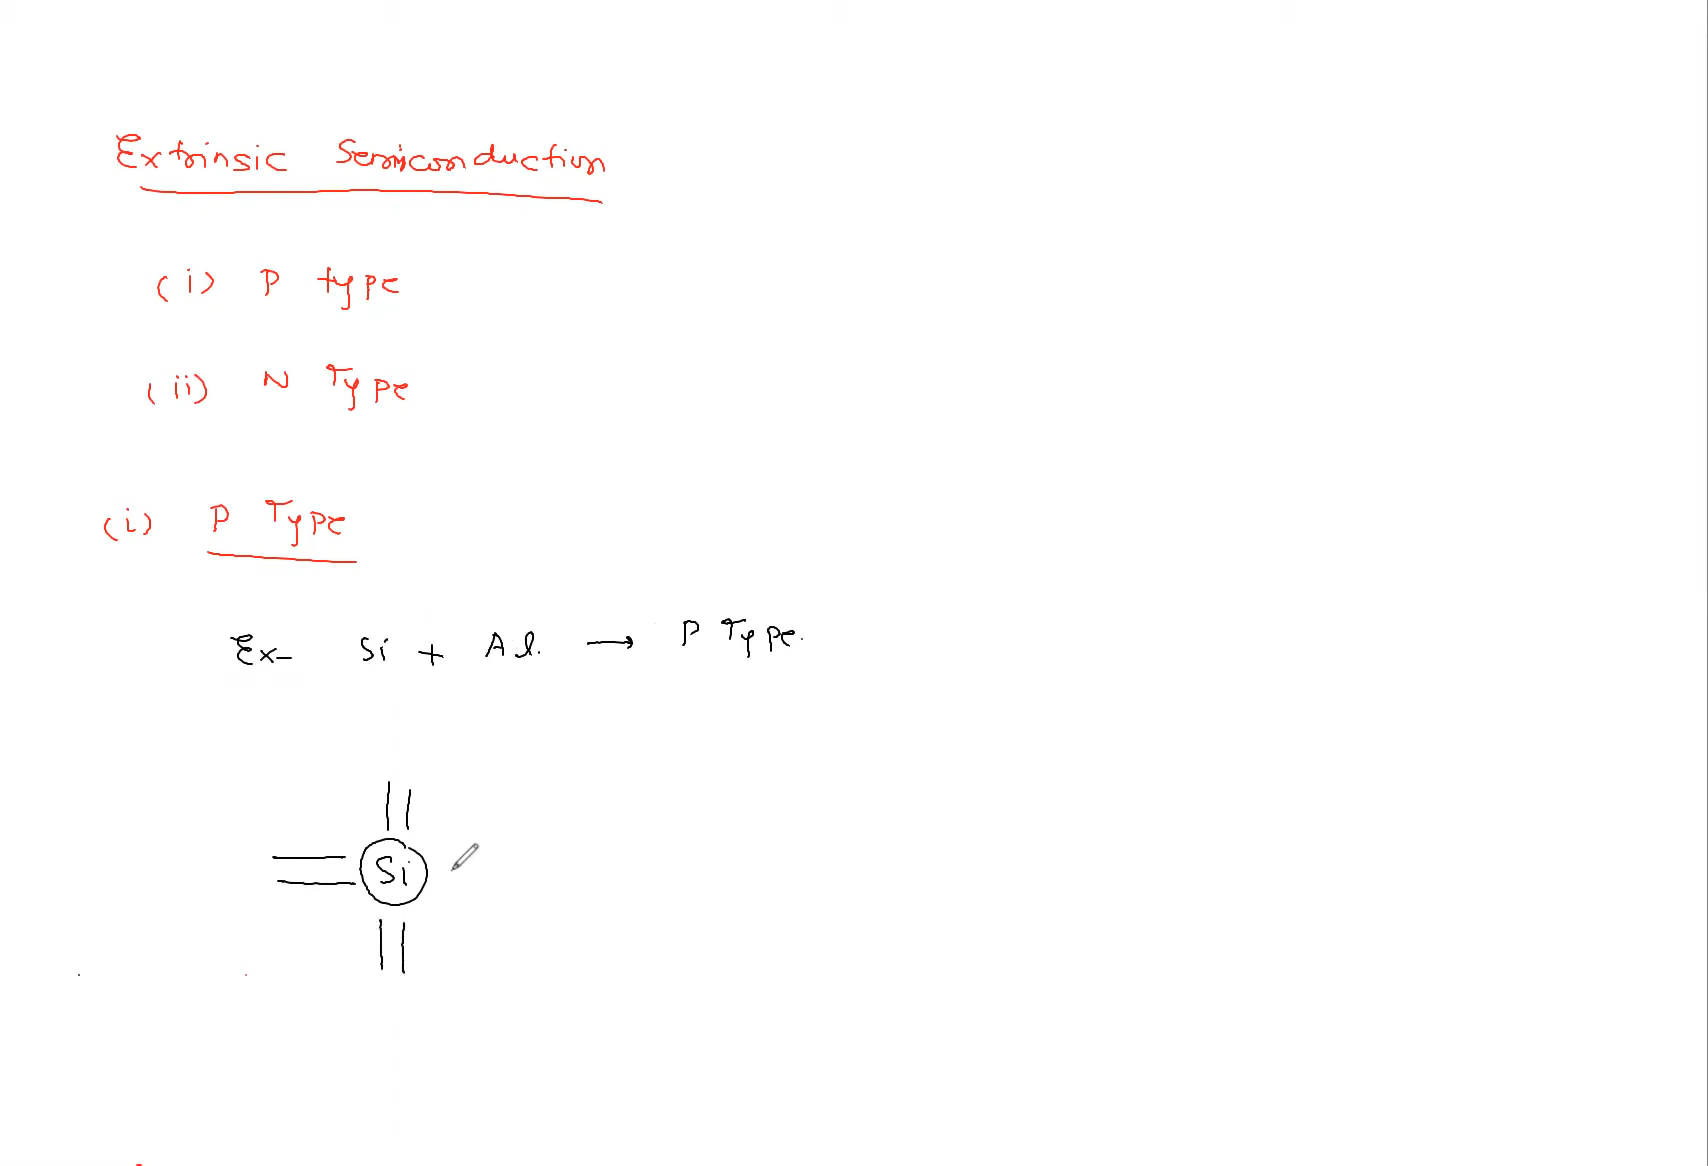 Extrinsic Semiconduction
(i) P type
(ii) N Type
(i) P Type
Ex- Si + Al. → P Type.
Si